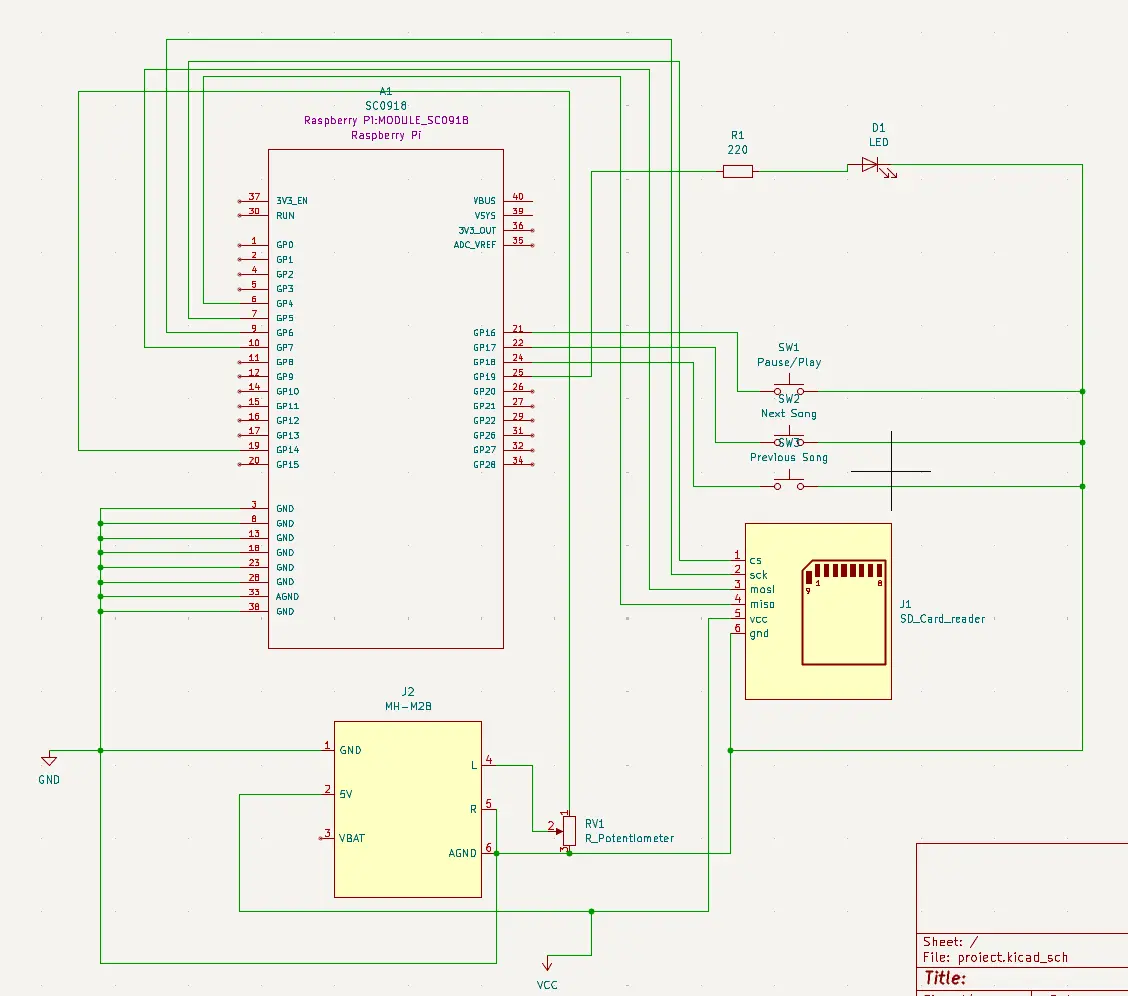 A1
SC0918
Raspberry Pi:MODULE_SC0918
Raspberry Pi
37 3V3_EN
30 RUN
1 GP0
2 GP1
4 GP2
5 GP3
6 GP4
7 GP5
9 GP6
10 GP7
11 GP8
12 GP9
14 GP10
15 GP11
16 GP12
17 GP13
19 GP14
20 GP15
3 GND
8 GND
13 GND
18 GND
23 GND
28 GND
33 AGND
38 GND
VBUS 40
VSYS 39
3V3_OUT 36
ADC_VREF 35
GP16 21
GP17 22
GP18 24
GP19 25
GP20 26
GP21 27
GP22 29
GP26 31
GP27 32
GP28 34
R1
220
D1
LED
SW1
Pause/Play
SW2
Next Song
SW3
Previous Song
1 cs
2 sck
3 mosi
4 miso
5 vcc
6 gnd
1 8
9
J1
SD_Card_reader
J2
MH-M28
1 GND
2 5V
3 VBAT
L 4
R 5
AGND 6
1
2
3
RV1
R_Potentiometer
GND
VCC
Sheet: /
File: project.kicad_sch
Title: